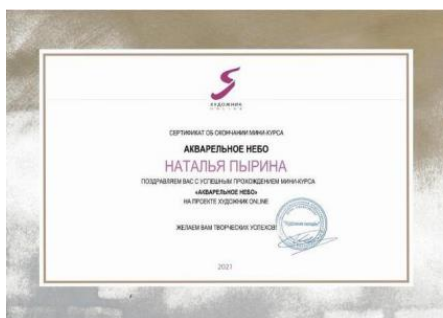 ХУДОЖНИК
ONLINE
СЕРТИФИКАТ ОБ ОКОНЧАНИИ МИНИ-КУРСА
АКВАРЕЛЬНОЕ НЕБО
НАТАЛЬЯ ПЫРИНА
ПОЗДРАВЛЯЕМ ВАС С УСПЕШНЫМ ПРОХОЖДЕНИЕМ МИНИ-КУРСА
«АКВАРЕЛЬНОЕ НЕБО»
НА ПРОЕКТЕ ХУДОЖНИК ONLINE
ЖЕЛАЕМ ВАМ ТВОРЧЕСКИХ УСПЕХОВ!
2021